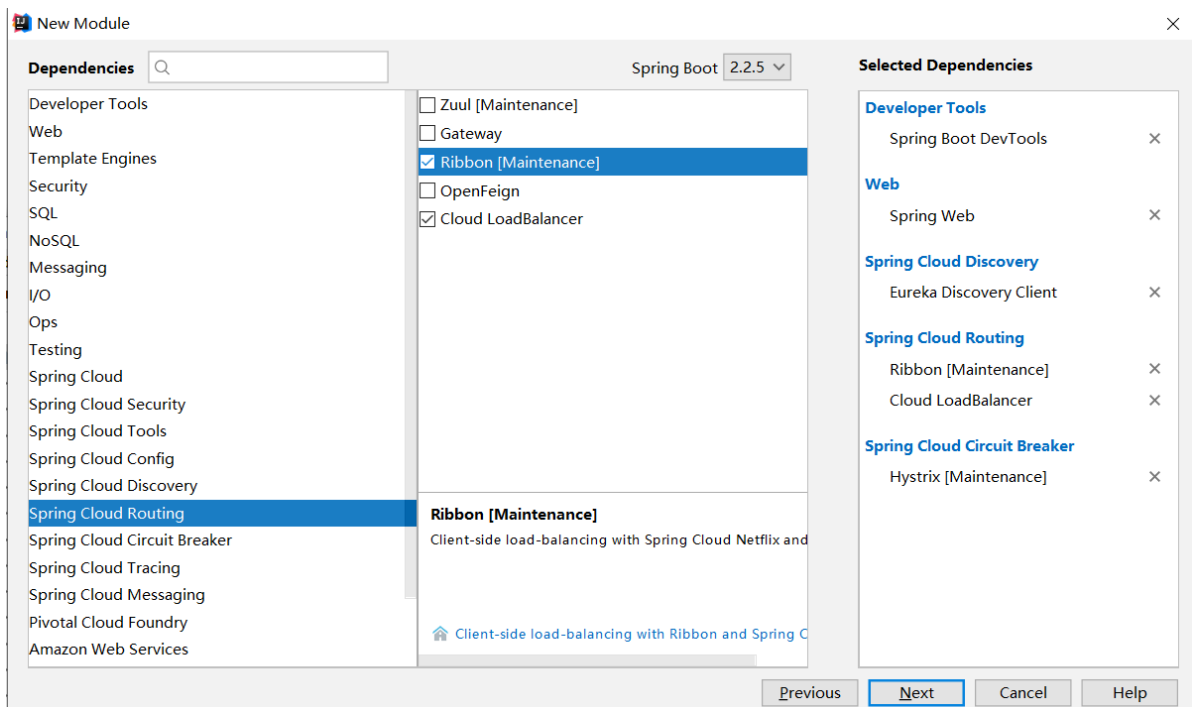 New Module
Dependencies
Spring Boot 2.2.5
Selected Dependencies
Developer Tools
Web
Template Engines
Security
SQL
NoSQL
Messaging
I/O
Ops
Testing
Spring Cloud
Spring Cloud Security
Spring Cloud Tools
Spring Cloud Config
Spring Cloud Discovery
Spring Cloud Routing
Spring Cloud Circuit Breaker
Spring Cloud Tracing
Spring Cloud Messaging
Pivotal Cloud Foundry
Amazon Web Services
Zuul [Maintenance]
Gateway
Ribbon [Maintenance]
OpenFeign
Cloud LoadBalancer
Ribbon [Maintenance]
Client-side load-balancing with Spring Cloud Netflix and
Client-side load-balancing with Ribbon and Spring C
Developer Tools
Spring Boot DevTools
Web
Spring Web
Spring Cloud Discovery
Eureka Discovery Client
Spring Cloud Routing
Ribbon [Maintenance]
Cloud LoadBalancer
Spring Cloud Circuit Breaker
Hystrix [Maintenance]
Previous
Next
Cancel
Help